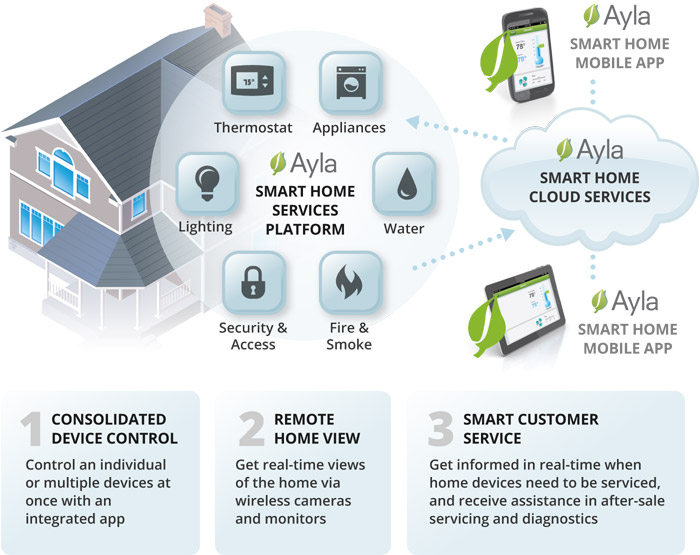 Ayla
SMART HOME
MOBILE APP
75°
Thermostat
Appliances
Ayla
SMART HOME
SERVICES
PLATFORM
Lighting
Water
Security &
Access
Fire &
Smoke
Ayla
SMART HOME
CLOUD SERVICES
78°
78°
Ayla
SMART HOME
MOBILE APP
78°
78°
1 CONSOLIDATED
DEVICE CONTROL
Control an individual
or multiple devices at
once with an
integrated app
2 REMOTE
HOME VIEW
Get real-time views
of the home via
wireless cameras
and monitors
3 SMART CUSTOMER
SERVICE
Get informed in real-time when
home devices need to be serviced,
and receive assistance in after-sale
servicing and diagnostics